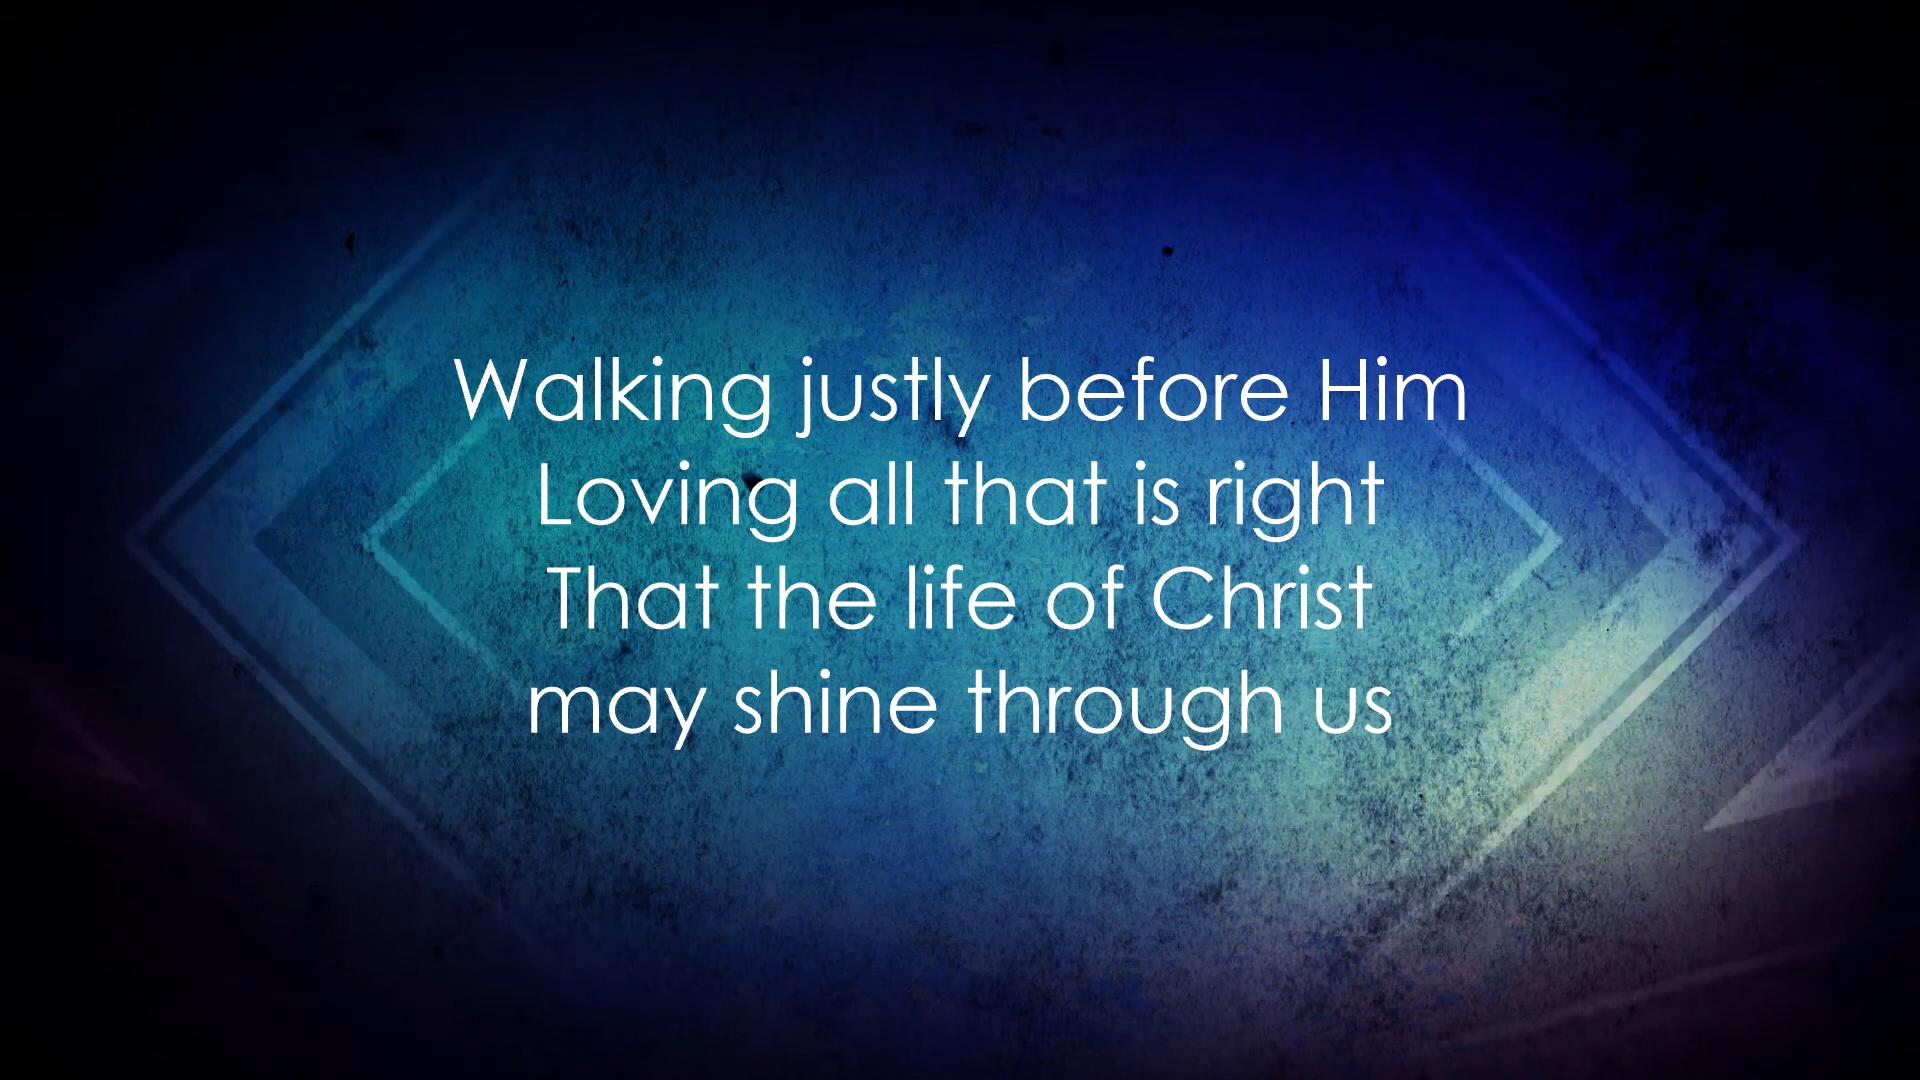 Walking justly before Him
Loving all that is right
That the life of Christ
may shine through us